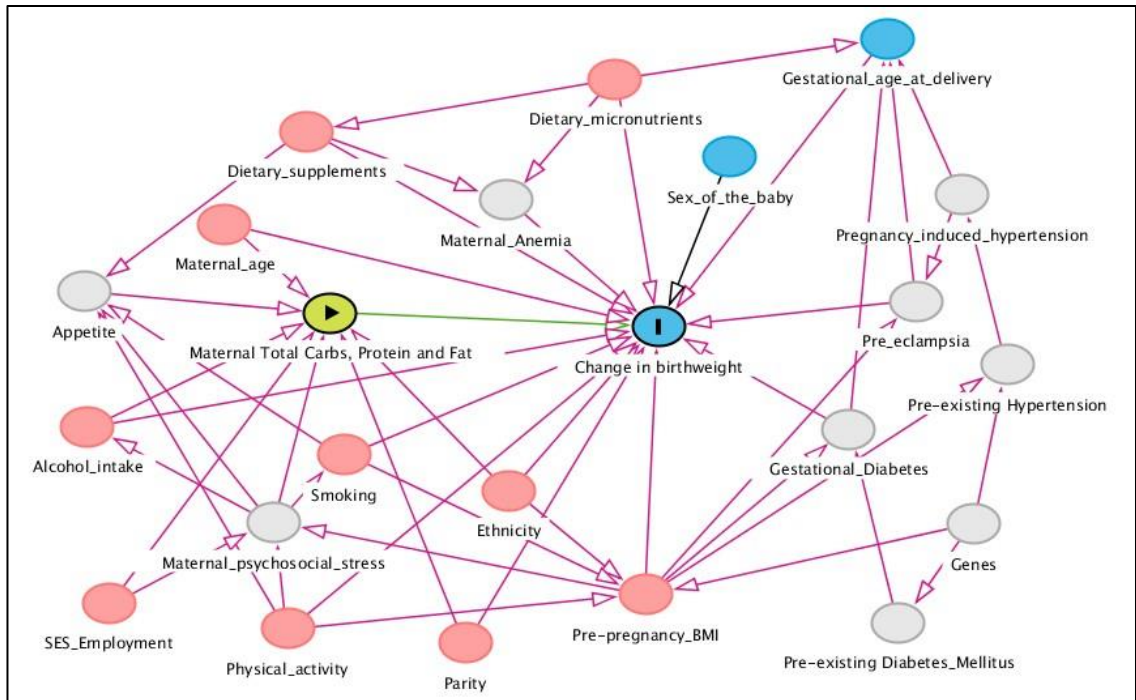 Gestational_age_at_delivery
Dietary_micronutrients
Dietary_supplements
Sex_of_the_baby
Maternal_Anemia
Pregnancy_induced_hypertension
Maternal_age
Appetite
Pre_eclampsia
Maternal Total Carbs, Protein and Fat
I
Change in birthweight
Pre-existing Hypertension
Alcohol_intake
Gestational_Diabetes
Smoking
Ethnicity
Maternal_psychosocial_stress
Genes
SES_Employment
Pre-pregnancy_BMI
Physical_activity
Parity
Pre-existing Diabetes_Mellitus